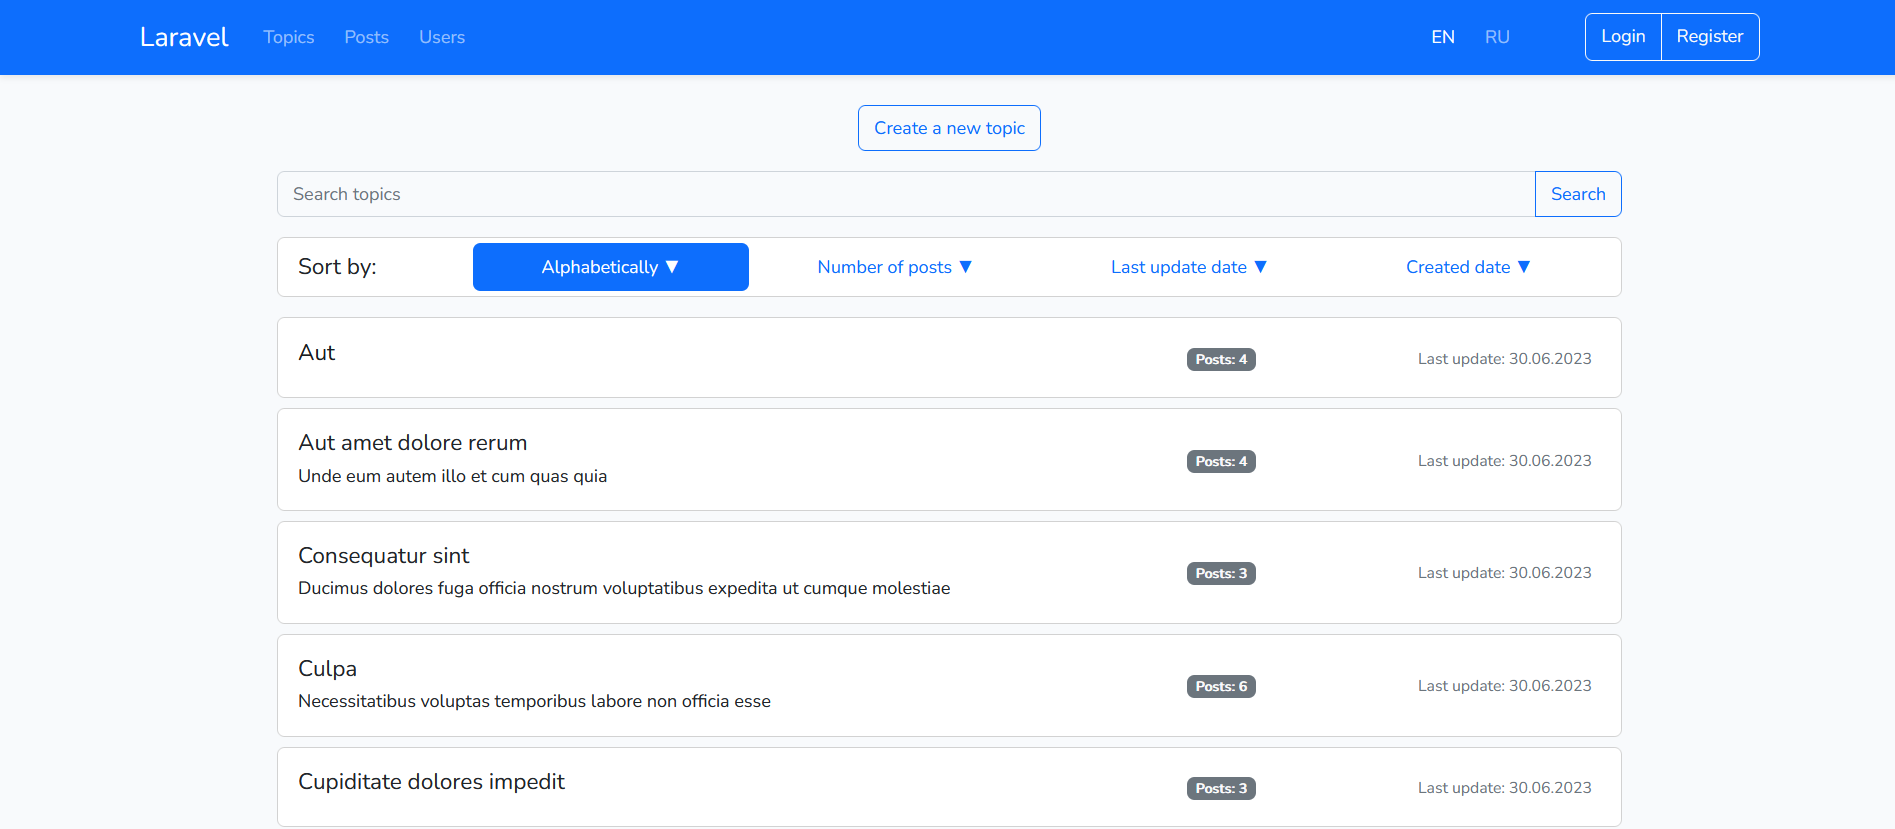 Laravel Topics Posts Users EN RU Login Register
Create a new topic
Search topics Search
Sort by: Alphabetically ▼ Number of posts ▼ Last update date ▼ Created date ▼
Aut Posts: 4 Last update: 30.06.2023
Aut amet dolore rerum
Unde eum autem illo et cum quas quia
Posts: 4 Last update: 30.06.2023
Consequatur sint
Ducimus dolores fuga officia nostrum voluptatibus expedita ut cumque molestiae
Posts: 3 Last update: 30.06.2023
Culpa
Necessitatibus voluptas temporibus labore non officia esse
Posts: 6 Last update: 30.06.2023
Cupiditate dolores impedit Posts: 3 Last update: 30.06.2023